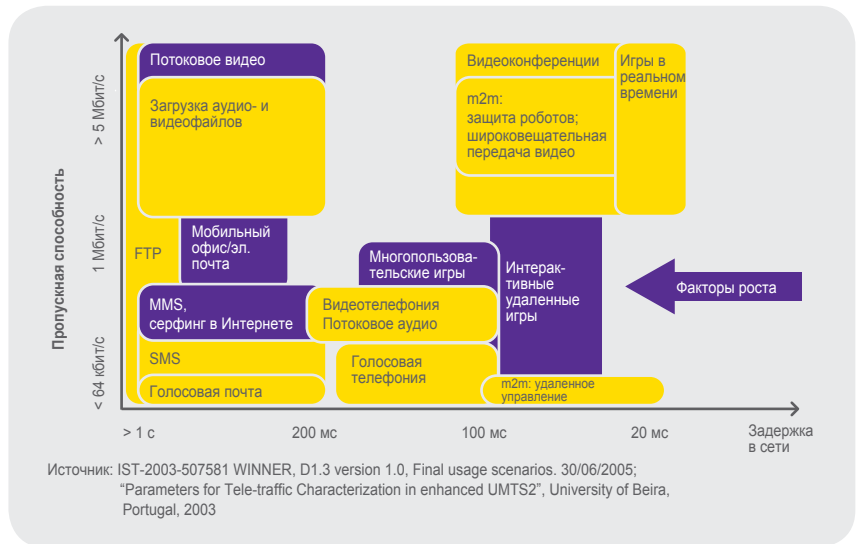 Пропускная способность
> 5 Мбит/с
1 Мбит/с
< 64 кбит/с
Потоковое видео
Загрузка аудио- и
видеофайлов
Видеоконференции
m2m:
защита роботов;
широковещательная
передача видео
Игры в
реальном
времени
FTP
Мобильный
офис/эл.
почта
Многопользова-
тельские игры
Интерак-
тивные
удаленные
игры
Факторы роста
MMS,
серфинг в Интернете
Видеотелефония
Потоковое аудио
SMS
Голосовая почта
Голосовая
телефония
m2m: удаленное
управление
> 1 с
200 мс
100 мс
20 мс
Задержка
в сети
Источник: IST-2003-507581 WINNER, D1.3 version 1.0, Final usage scenarios. 30/06/2005;
“Parameters for Tele-traffic Characterization in enhanced UMTS2”, University of Beira,
Portugal, 2003